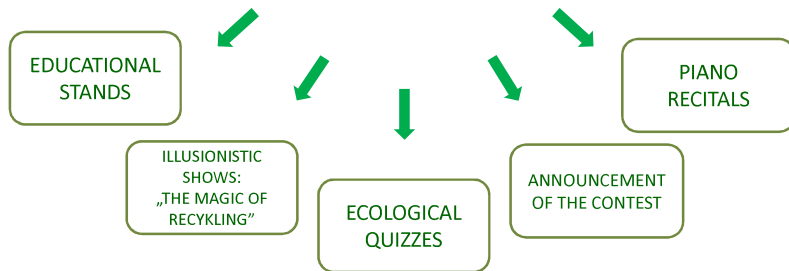 EDUCATIONAL
STANDS
ILLUSIONISTIC
SHOWS:
„THE MAGIC OF
RECYKLING”
ECOLOGICAL
QUIZZES
ANNOUNCEMENT
OF THE CONTEST
PIANO
RECITALS